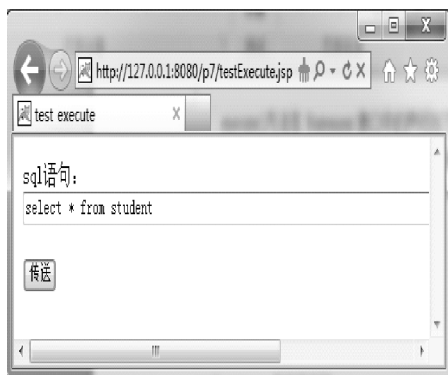 http://127.0.0.1:8080/p7/testExecute.jsp
test execute
sql语句：
select * from student
传送